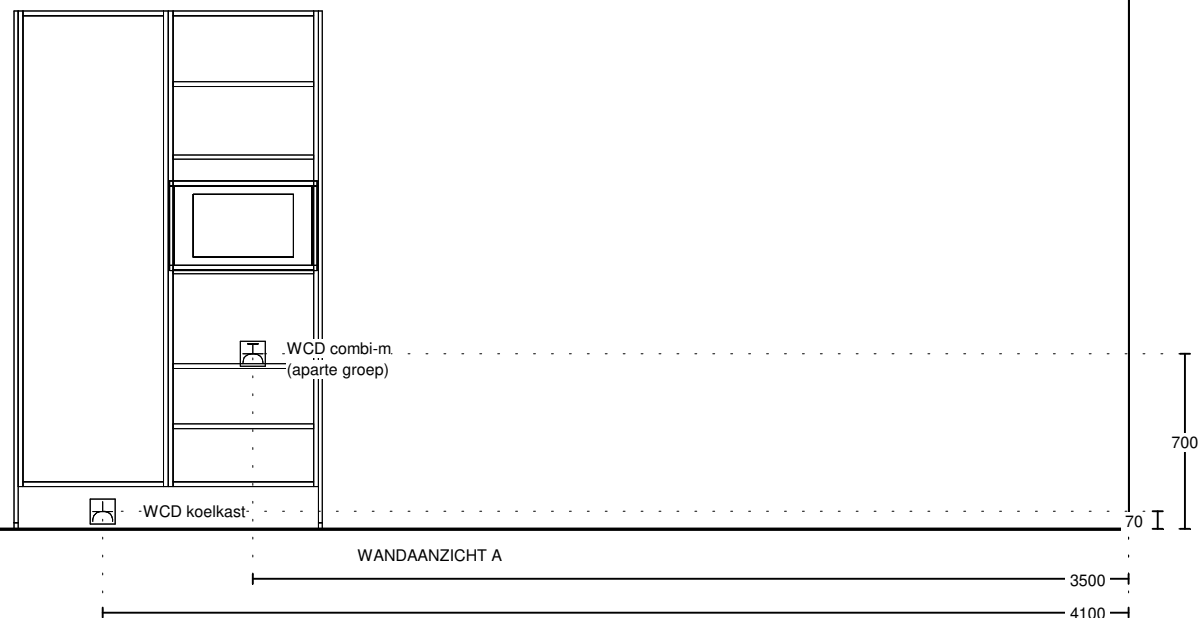 WCD combi-m
(aparte groep)
700
WCD koelkast
70
WANDAANZICHT A
3500
4100